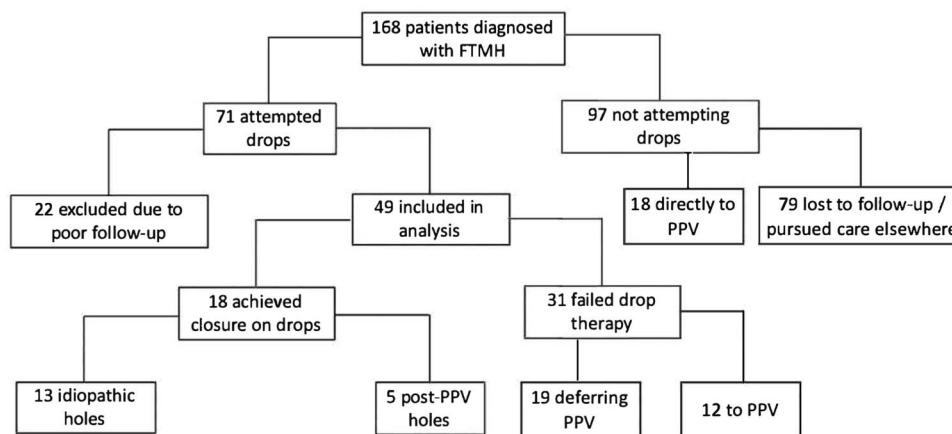 168 patients diagnosed
with FTMH
71 attempted
drops
97 not attempting
drops
22 excluded due to
poor follow-up
49 included in
analysis
18 directly to
PPV
79 lost to follow-up /
pursued care elsewhere
18 achieved
closure on drops
31 failed drop
therapy
13 idiopathic
holes
5 post-PPV
holes
19 deferring
PPV
12 to PPV